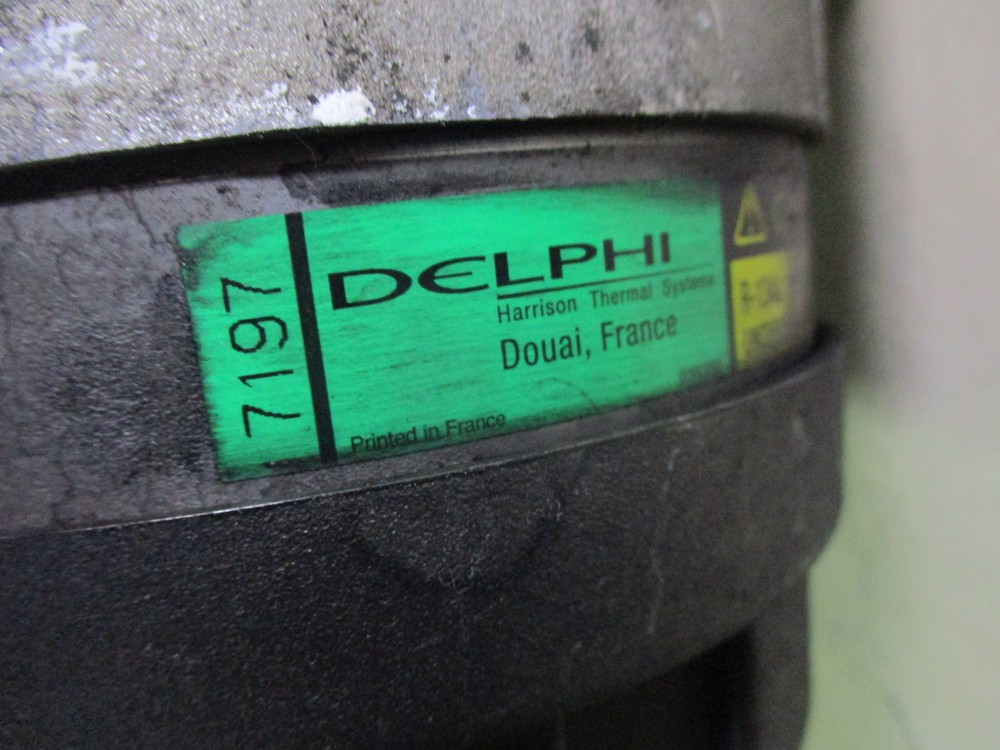 7197
DELPHI
Harrison Thermal Systems
Douai, France
Printed in France